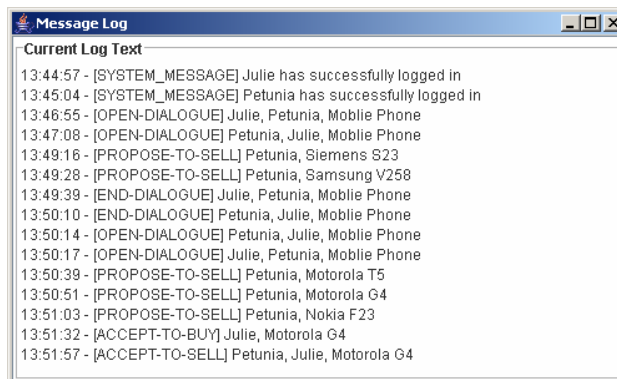 Message Log
Current Log Text
13:44:57 - [SYSTEM_MESSAGE] Julie has successfully logged in
13:45:04 - [SYSTEM_MESSAGE] Petunia has successfully logged in
13:46:55 - [OPEN-DIALOGUE] Julie, Petunia, Moblie Phone
13:47:08 - [OPEN-DIALOGUE] Petunia, Julie, Moblie Phone
13:49:16 - [PROPOSE-TO-SELL] Petunia, Siemens S23
13:49:28 - [PROPOSE-TO-SELL] Petunia, Samsung V258
13:49:39 - [END-DIALOGUE] Julie, Petunia, Moblie Phone
13:50:10 - [END-DIALOGUE] Petunia, Julie, Moblie Phone
13:50:14 - [OPEN-DIALOGUE] Petunia, Julie, Moblie Phone
13:50:17 - [OPEN-DIALOGUE] Julie, Petunia, Moblie Phone
13:50:39 - [PROPOSE-TO-SELL] Petunia, Motorola T5
13:50:51 - [PROPOSE-TO-SELL] Petunia, Motorola G4
13:51:03 - [PROPOSE-TO-SELL] Petunia, Nokia F23
13:51:32 - [ACCEPT-TO-BUY] Julie, Motorola G4
13:51:57 - [ACCEPT-TO-SELL] Petunia, Julie, Motorola G4